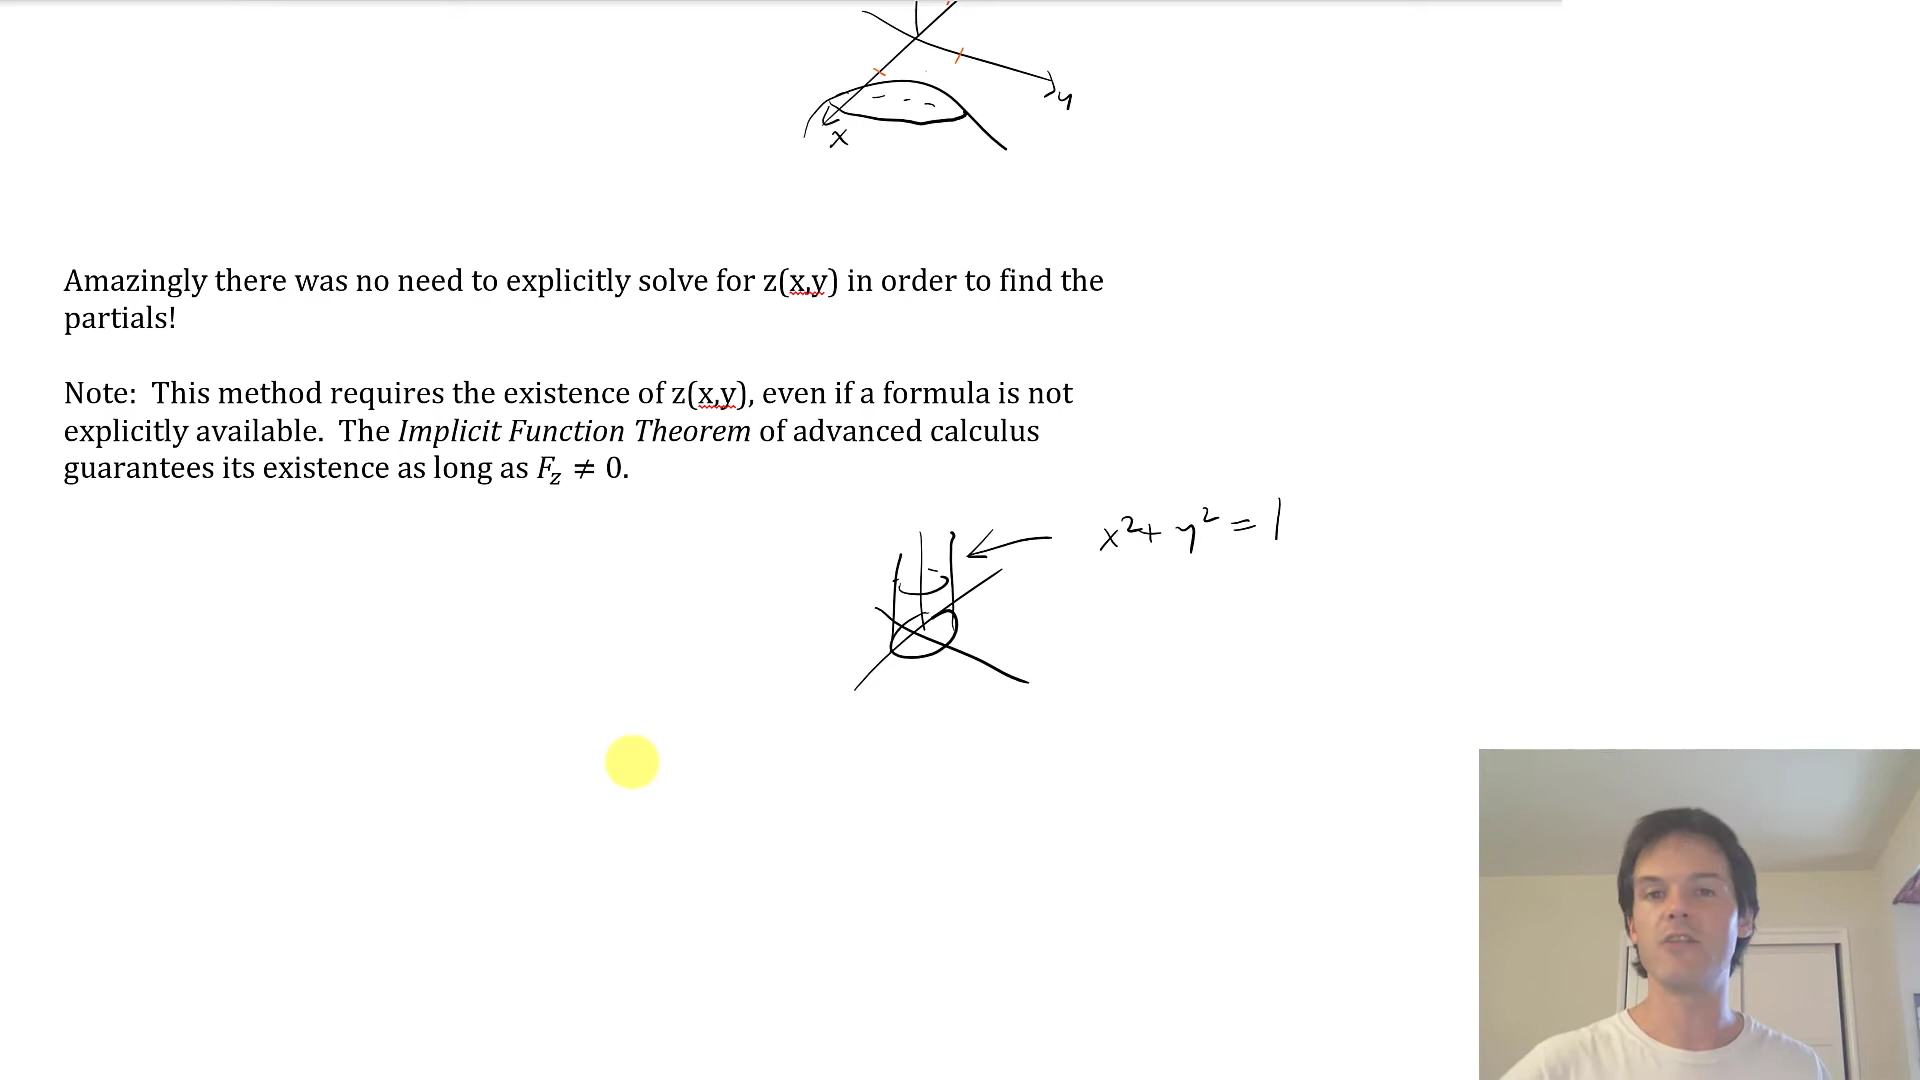 y
x
Amazingly there was no need to explicitly solve for z(x,y) in order to find the
partials!
Note: This method requires the existence of z(x,y), even if a formula is not
explicitly available. The Implicit Function Theorem of advanced calculus
guarantees its existence as long as F_z ≠ 0.
x² + y² = 1